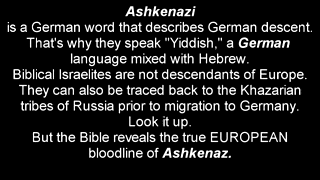 Ashkenazi
is a German word that describes German descent.
That's why they speak "Yiddish," a German
language mixed with Hebrew.
Biblical Israelites are not descendants of Europe.
They can also be traced back to the Khazarian
tribes of Russia prior to migration to Germany.
Look it up.
But the Bible reveals the true EUROPEAN
bloodline of Ashkenaz.